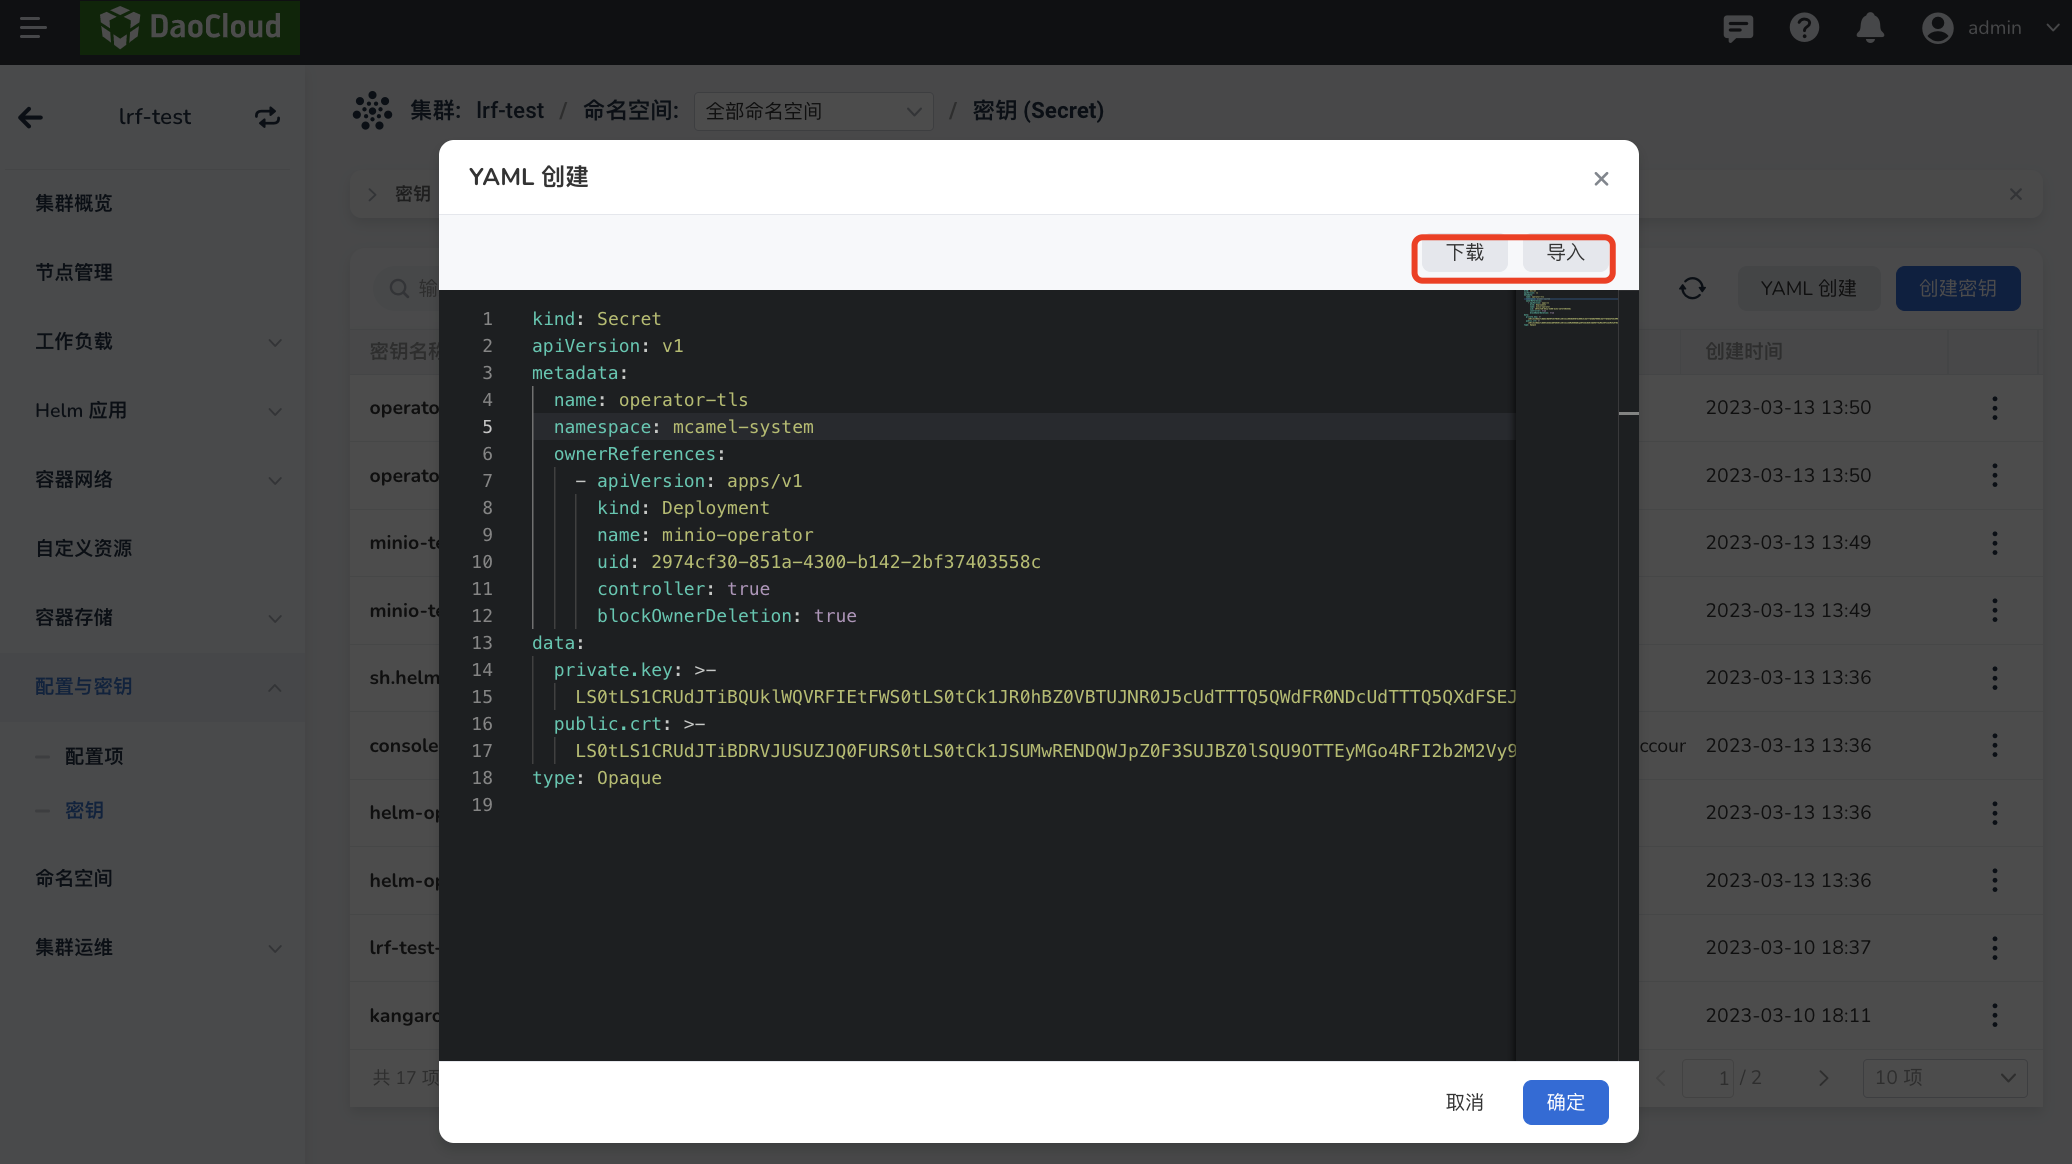 DaoCloud
admin
lrf-test
集群: lrf-test / 命名空间: 全部命名空间 / 密钥 (Secret)
集群概览
节点管理
工作负载
Helm 应用
容器网络
自定义资源
容器存储
配置与密钥
配置项
密钥
命名空间
集群运维
密钥
YAML 创建
下载 导入
输
YAML 创建 创建密钥
1 kind: Secret
2 apiVersion: v1
3 metadata:
4 name: operator-tls
5 namespace: mcamel-system
6 ownerReferences:
7 - apiVersion: apps/v1
8 kind: Deployment
9 name: minio-operator
10 uid: 2974cf30-851a-4300-b142-2bf37403558c
11 controller: true
12 blockOwnerDeletion: true
13 data:
14 private.key: >-
15 LS0tLS1CRUdJTiBQUklWQVRFIEtFWS0tLS0tCk1JR0hBZ0VBTUJNR0J5cUdTTTQ5QWdFR0NDcUdTTTQ5QXdFSEJ
16 public.crt: >-
17 LS0tLS1CRUdJTiBDRVJUSUZJQ0FURS0tLS0tCk1JSUMwRENDQWJpZ0F3SUJBZ0lSQU9OTTEyMGo4RFI2b2M2Vy9
18 type: Opaque
19
取消 确定
密钥名称 创建时间
operato 2023-03-13 13:50
operato 2023-03-13 13:50
minio-te 2023-03-13 13:49
minio-te 2023-03-13 13:49
sh.helm 2023-03-13 13:36
console ccour 2023-03-13 13:36
helm-op 2023-03-13 13:36
helm-op 2023-03-13 13:36
lrf-test- 2023-03-10 18:37
kangaro 2023-03-10 18:11
共 17 项 1 / 2 10 项